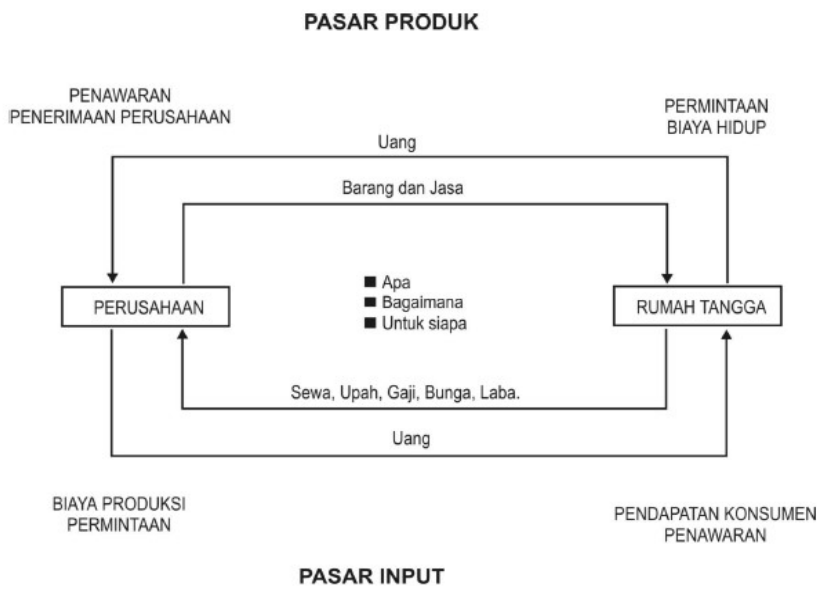 PASAR PRODUK
PENAWARAN
PENERIMAAN PERUSAHAAN
PERMINTAAN
BIAYA HIDUP
Uang
Barang dan Jasa
■ Apa
■ Bagaimana
■ Untuk siapa
PERUSAHAAN
RUMAH TANGGA
Sewa, Upah, Gaji, Bunga, Laba.
Uang
BIAYA PRODUKSI
PERMINTAAN
PENDAPATAN KONSUMEN
PENAWARAN
PASAR INPUT